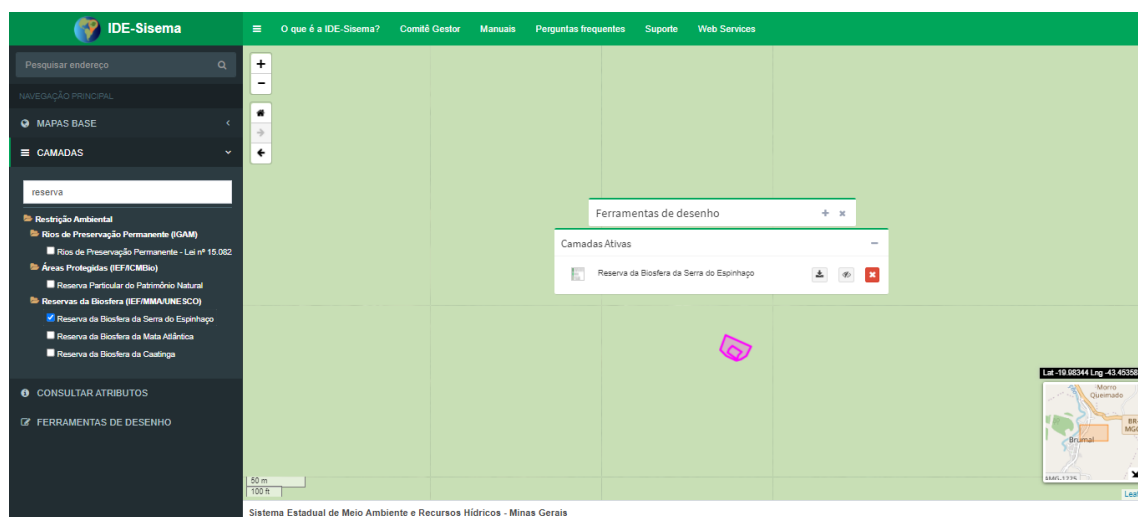 IDE-Sisema
O que é a IDE-Sisema? Comitê Gestor Manuais Perguntas frequentes Suporte Web Services
Pesquisar endereço
NAVEGAÇÃO PRINCIPAL
MAPAS BASE
CAMADAS
reserva
Restrição Ambiental
Rios de Preservação Permanente (IGAM)
Rios de Preservação Permanente - Lei nº 15.082
Áreas Protegidas (IEF/ICMBio)
Reserva Particular do Patrimônio Natural
Reservas da Biosfera (IEF/MMA/UNESCO)
Reserva da Biosfera da Serra do Espinhaço
Reserva da Biosfera da Mata Atlântica
Reserva da Biosfera da Caatinga
CONSULTAR ATRIBUTOS
FERRAMENTAS DE DESENHO
+
−
Ferramentas de desenho
Camadas Ativas
Reserva da Biosfera da Serra do Espinhaço
Lat -19.98344 Lng -43.45358
Morro
Queimado
BR
MG
Brumal
50 m
100 ft
Leaf
Sistema Estadual de Meio Ambiente e Recursos Hídricos - Minas Gerais